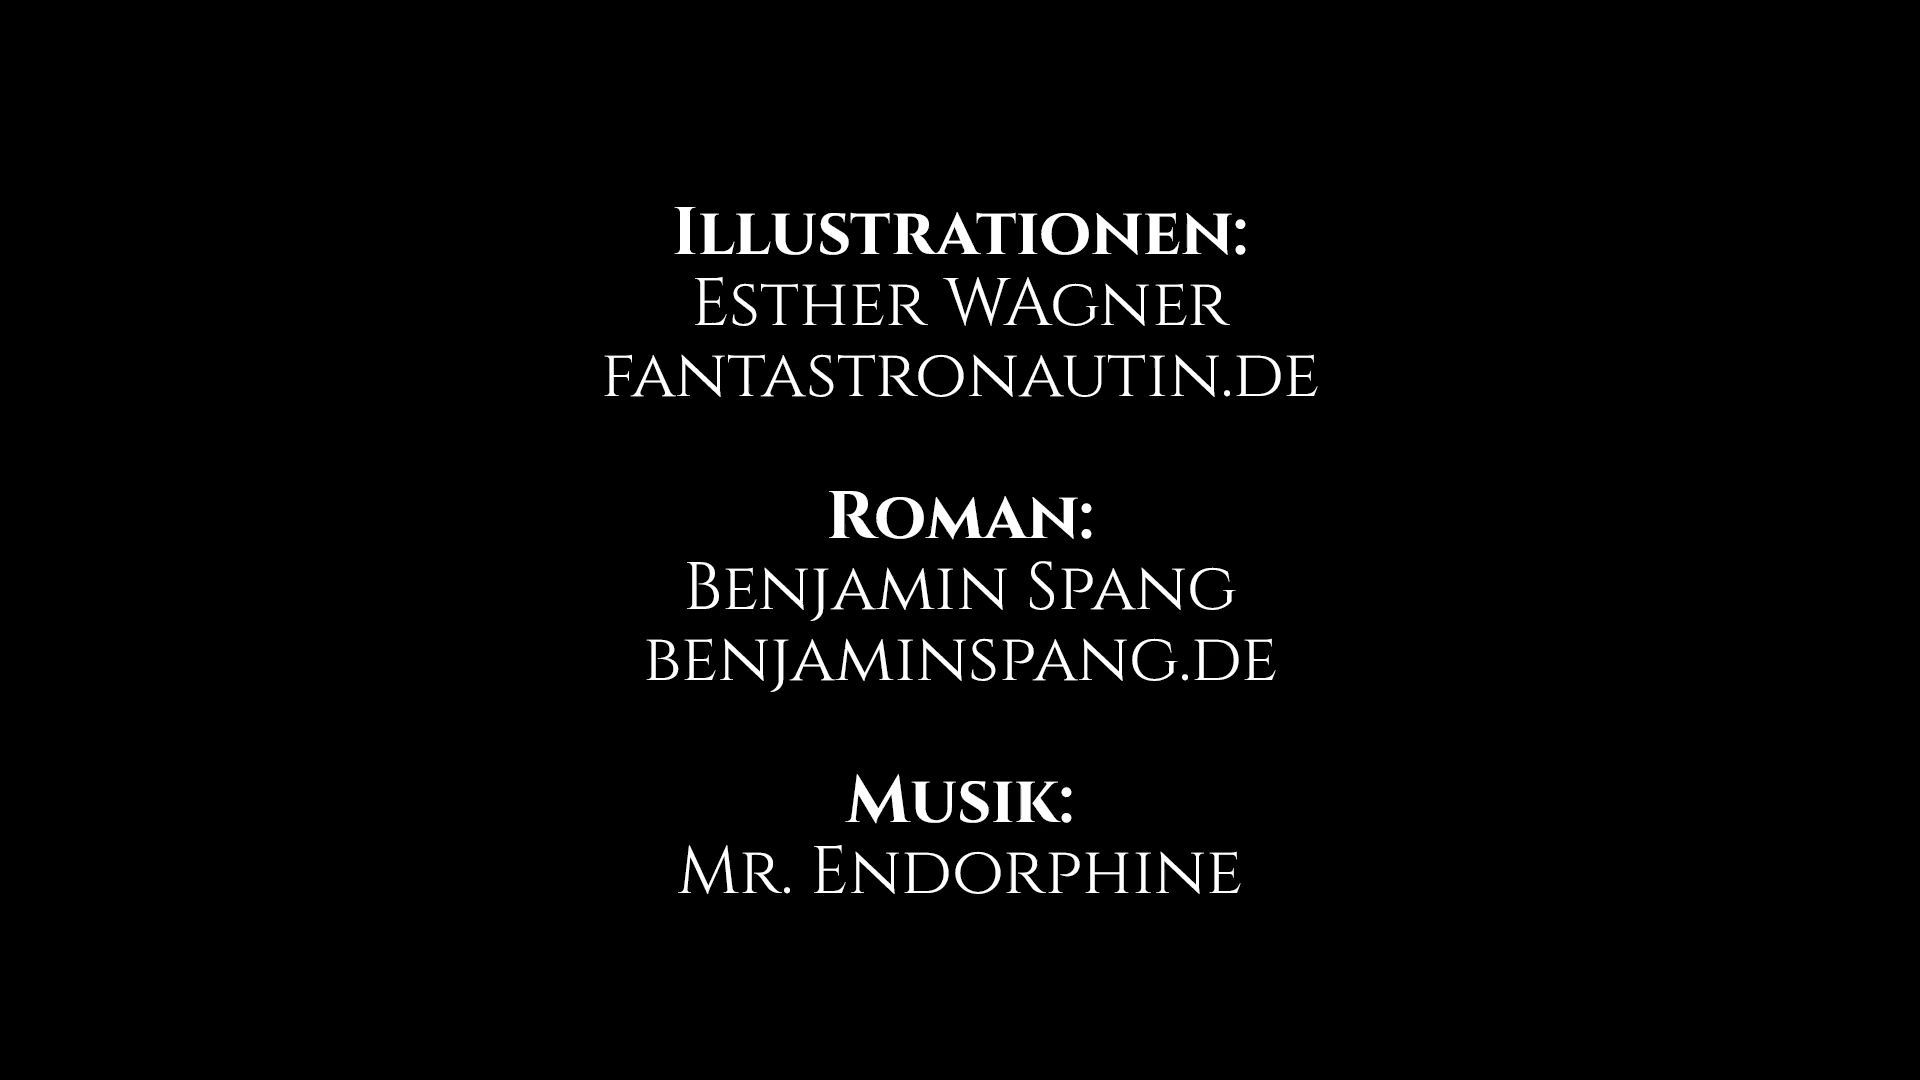 Illustrationen:
Esther WAgner
fantastronautin.de
Roman:
Benjamin Spang
benjaminspang.de
Musik:
Mr. Endorphine